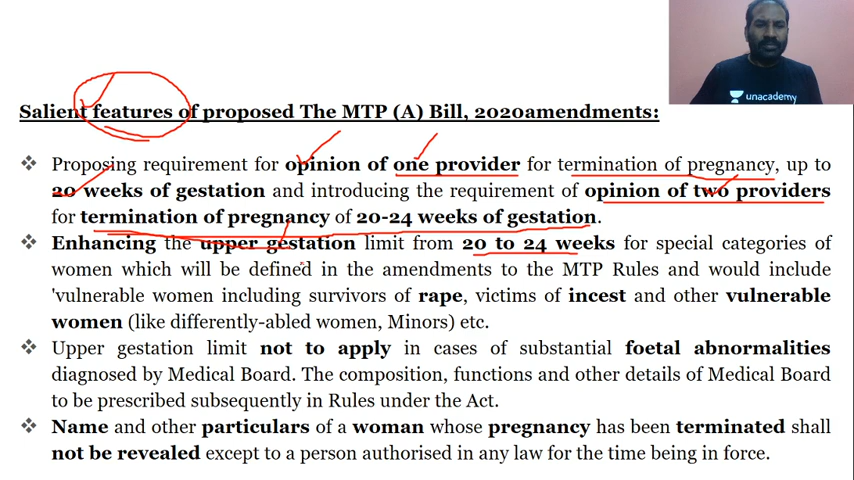 unacademy
Salient features of proposed The MTP (A) Bill, 2020amendments:
❖ Proposing requirement for opinion of one provider for termination of pregnancy, up to
20 weeks of gestation and introducing the requirement of opinion of two providers
for termination of pregnancy of 20-24 weeks of gestation.
❖ Enhancing the upper gestation limit from 20 to 24 weeks for special categories of
women which will be defined in the amendments to the MTP Rules and would include
'vulnerable women including survivors of rape, victims of incest and other vulnerable
women (like differently-abled women, Minors) etc.
❖ Upper gestation limit not to apply in cases of substantial foetal abnormalities
diagnosed by Medical Board. The composition, functions and other details of Medical Board
to be prescribed subsequently in Rules under the Act.
❖ Name and other particulars of a woman whose pregnancy has been terminated shall
not be revealed except to a person authorised in any law for the time being in force.